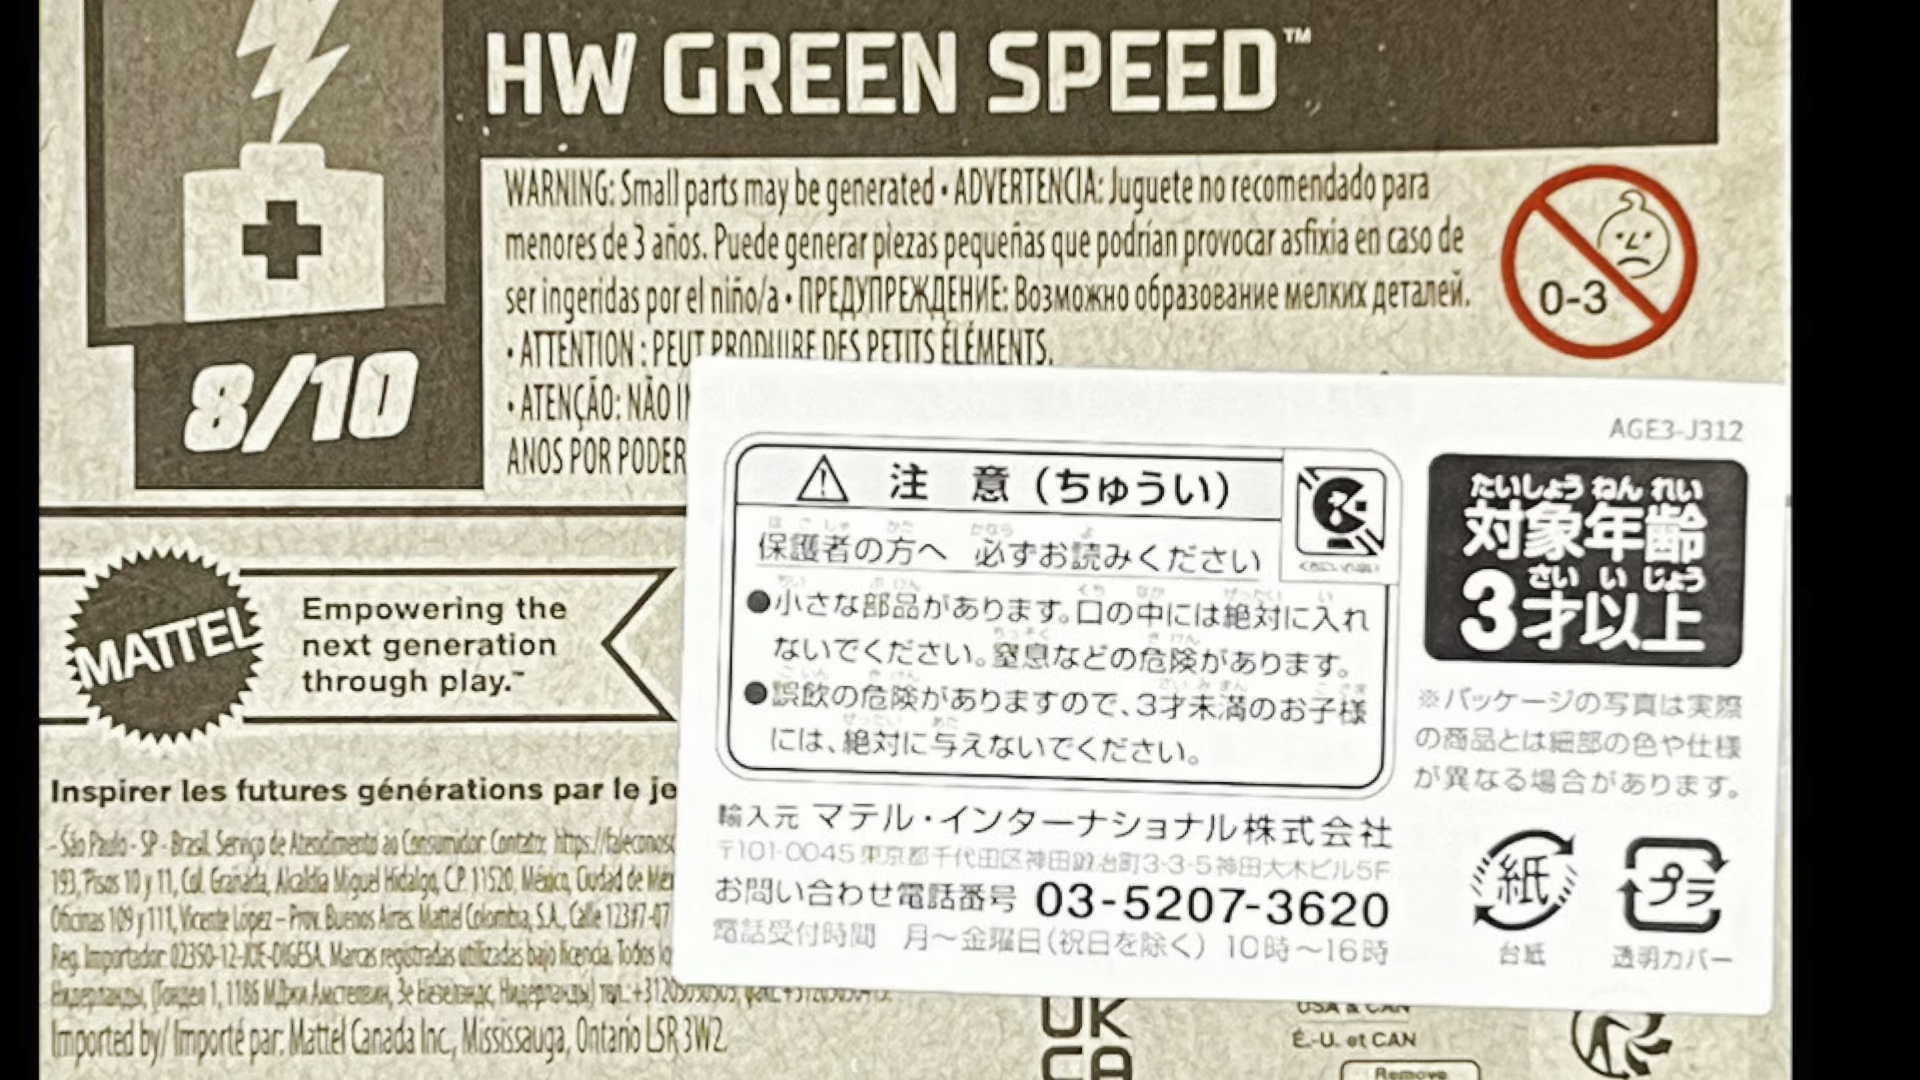 HW GREEN SPEED™
WARNING: Small parts may be generated • ADVERTENCIA: Juguete no recomendado para
menores de 3 años. Puede generar piezas pequeñas que podrían provocar asfixia en caso de
ser ingeridas por el niño/a • ПРЕДУПРЕЖДЕНИЕ: Возможно образование мелких деталей.
• ATTENTION : PEUT PRODUIRE DES PETITS ÉLÉMENTS.
• ATENÇÃO: NÃO
ANOS POR PODER
0-3
8/10
MATTEL
Empowering the
next generation
through play.™
Inspirer les futures générations par le
- São Paulo - SP - Brasil. Serviço de Atendimento ao Consumidor: Contato:
193, Pisos 10 y 11, Col. Granada, Alcaldía Miguel Hidalgo, C.P. 11520, México, Ciudad de
Oficinas 109 y 111, Vicente López – Prov. Buenos Aires. Mattel Colombia, S.A., Calle 123#7-07
Reg. Importador: 02350-12-JOE-DIGESA. Marcas registradas utilizadas bajo licencia. Todos
Imported by/ Importé par: Mattel Canada Inc., Mississauga, Ontario L5R 3W2.
AGE3-J312
⚠ 注 意 (ちゅうい)
保護者の方へ 必ずお読みください
●小さな部品があります。口の中には絶対に入れ
ないでください。窒息などの危険があります。
●誤飲の危険がありますので、3才未満のお子様
には、絶対に与えないでください。
たいしょう ねん れい
対象年齢
さい い じょう
3才以上
※パッケージの写真は実際
の商品とは細部の色や仕様
が異なる場合があります。
輸入元 マテル・インターナショナル株式会社
〒101-0045 東京都千代田区神田鍛冶町3-3-5 神田大木ビル5F
お問い合わせ電話番号 03-5207-3620
電話受付時間 月〜金曜日(祝日を除く) 10時〜16時
紙
台紙
プラ
透明カバー
UK
CA
USA & CAN
É.-U. et CAN
Remove